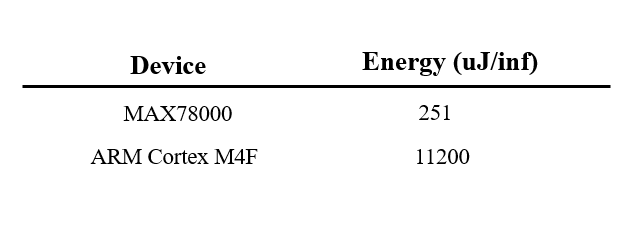 Device Energy (uJ/inf)
MAX78000 251
ARM Cortex M4F 11200